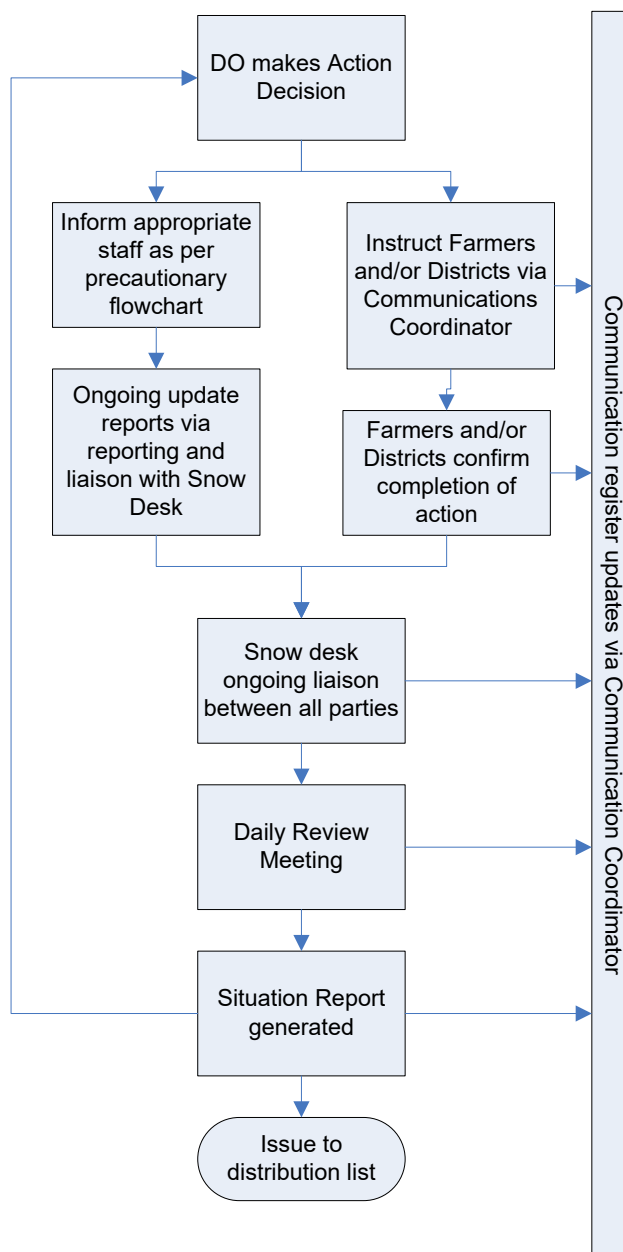 DO makes Action
Decision
Inform appropriate
staff as per
precautionary
flowchart
Instruct Farmers
and/or Districts via
Communications
Coordinator
Ongoing update
reports via
reporting and
liaison with Snow
Desk
Farmers and/or
Districts confirm
completion of
action
Snow desk
ongoing liaison
between all parties
Daily Review
Meeting
Situation Report
generated
Issue to
distribution list
Communication register updates via Communication Coordimator